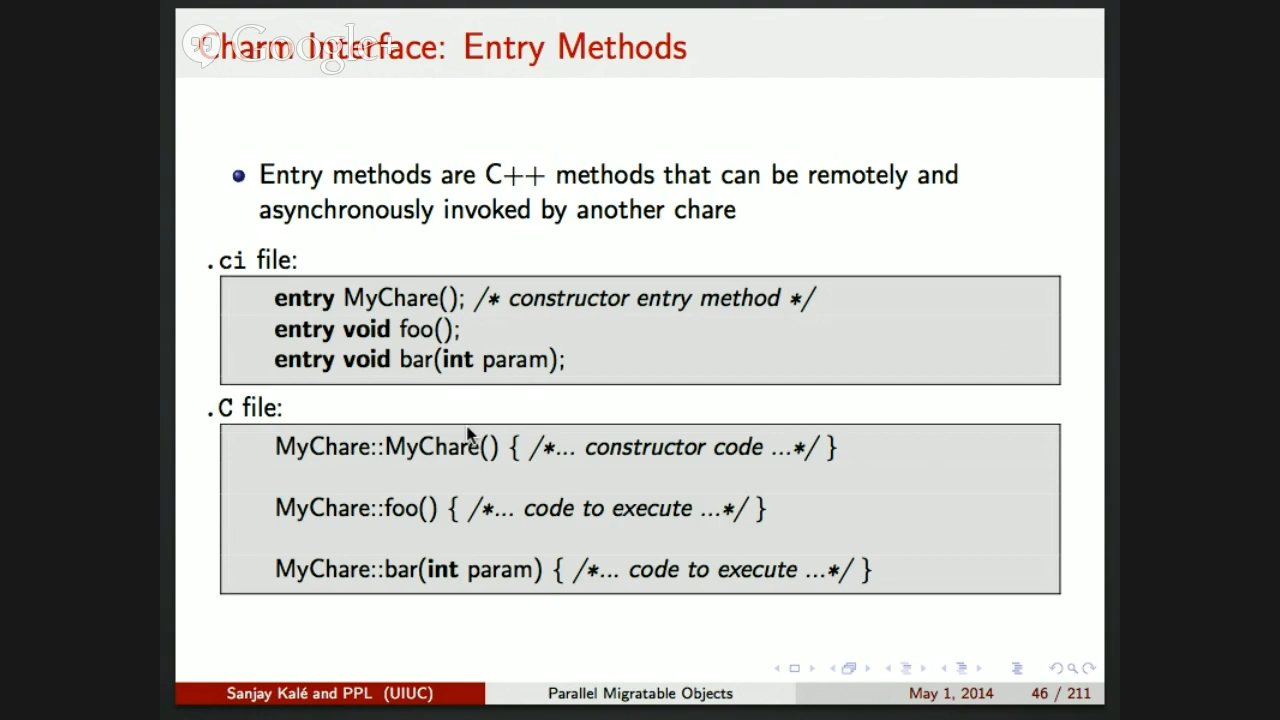 Charm Interface: Entry Methods
Google+
Entry methods are C++ methods that can be remotely and
asynchronously invoked by another chare
.ci file:
entry MyChare(); /* constructor entry method */
entry void foo();
entry void bar(int param);
.C file:
MyChare::MyChare() { /*... constructor code ...*/ }
MyChare::foo() { /*... code to execute ...*/ }
MyChare::bar(int param) { /*... code to execute ...*/ }
Sanjay Kalé and PPL (UIUC)
Parallel Migratable Objects
May 1, 2014
46 / 211